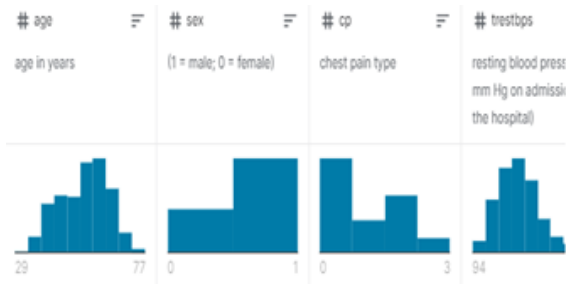 # age
# sex
# cp
# trestbps
age in years
(1 = male; 0 = female)
chest pain type
resting blood press
mm Hg on admissi
the hospital)
29 77
0 1
0 3
94